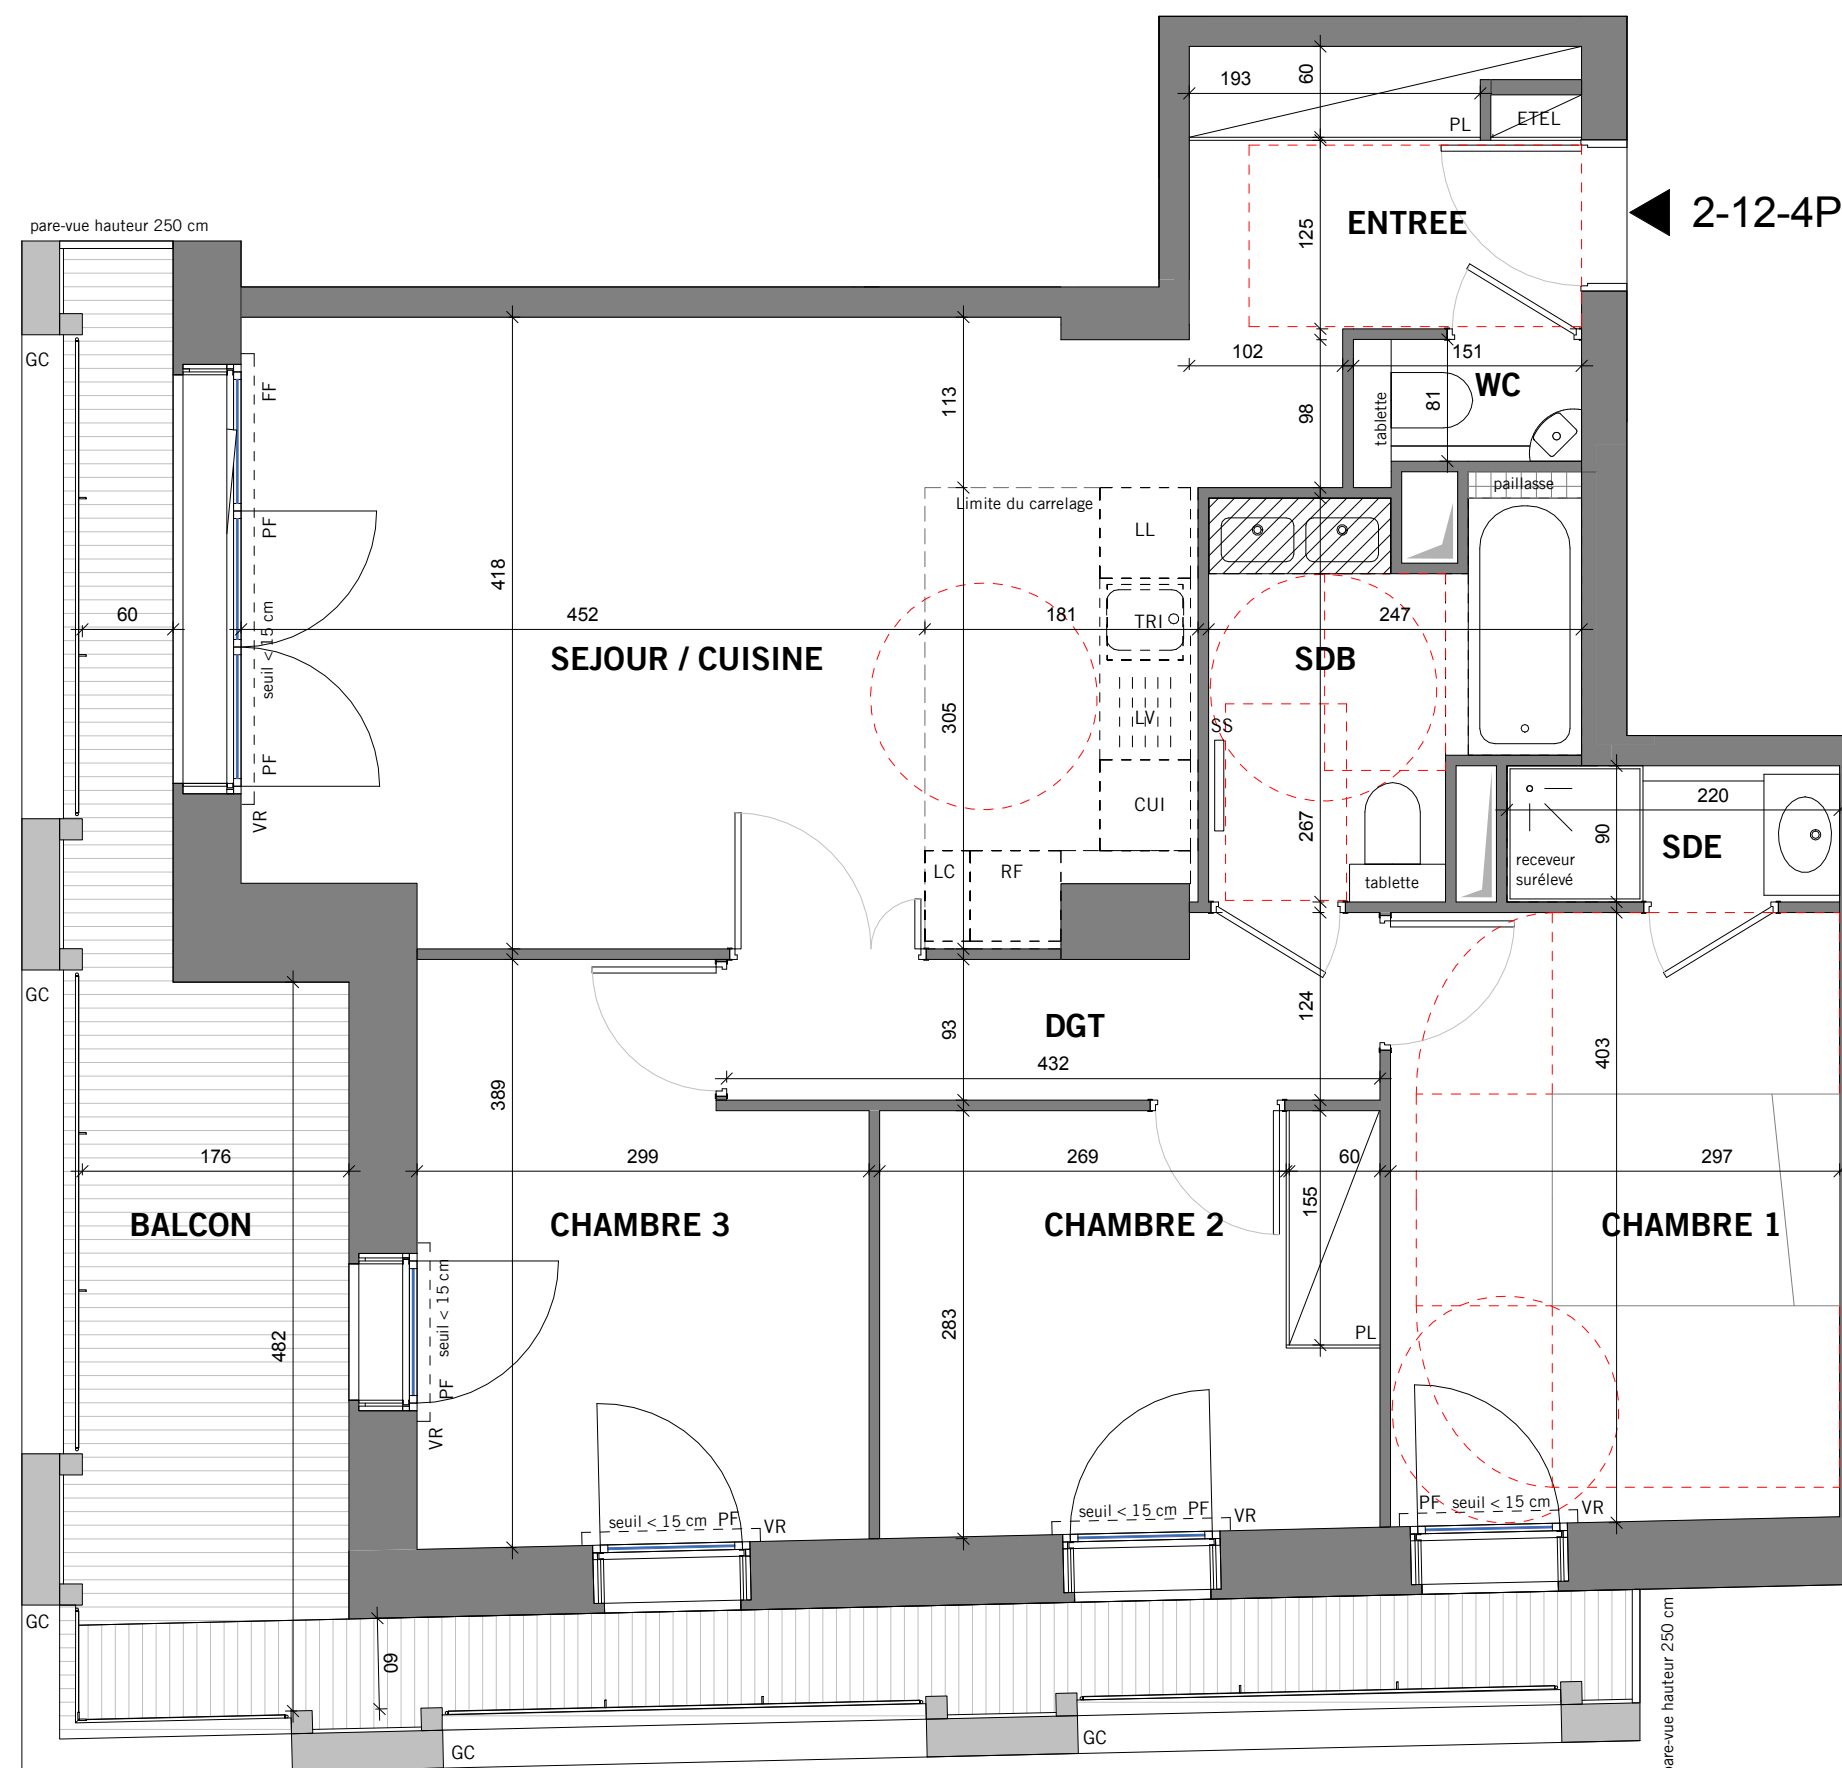 193
60
PL
ETEL
125
ENTREE
2-12-4P
pare-vue hauteur 250 cm
GC
FF
102
151
WC
113
98
tablette
81
paillasse
Limite du carrelage
LL
PF
418
seuil < 15 cm
60
452
181
TRI
247
SEJOUR / CUISINE
SDB
305
LV
SS
PF
VR
CUI
267
220
90
SDE
receveur
surélevé
LC
RF
tablette
GC
124
DGT
93
432
403
389
176
299
269
60
297
155
BALCON
CHAMBRE 3
CHAMBRE 2
CHAMBRE 1
482
seuil < 15 cm
PF
VR
283
PL
seuil < 15 cm
PF
VR
seuil < 15 cm
PF
VR
PF
seuil < 15 cm
VR
GC
60
pare-vue hauteur 250 cm
GC
GC